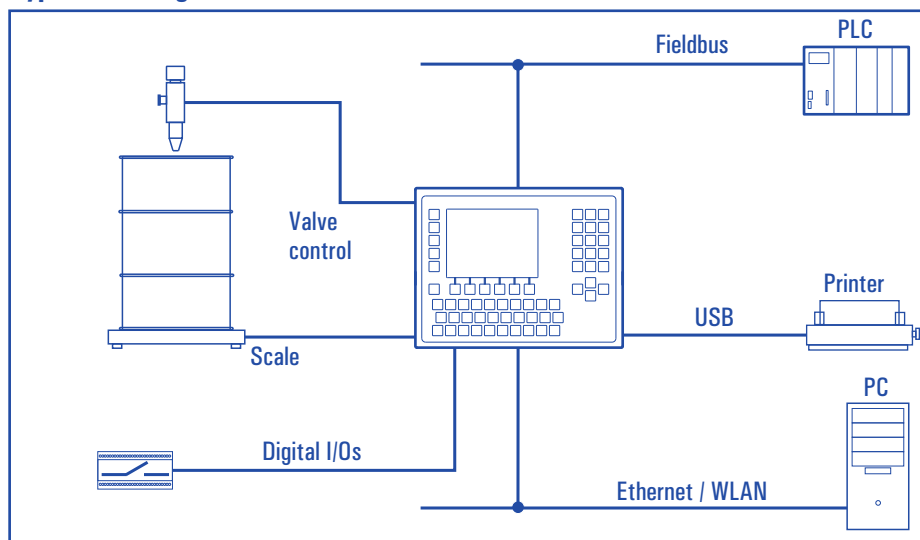 PLC
Fieldbus
Valve
control
Printer
USB
Scale
PC
Digital I/Os
Ethernet / WLAN